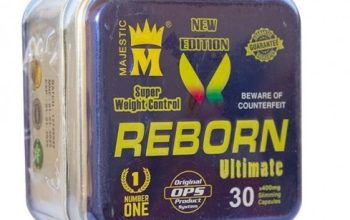 MAJESTIC
M
NEW
EDITION
GUARANTEE
Super
Weight Control
BEWARE OF
COUNTERFEIT
REBORN
Ultimate
1
NUMBER
ONE
Original
OPS
Product
System
30
x400mg
Slimming
Capsules